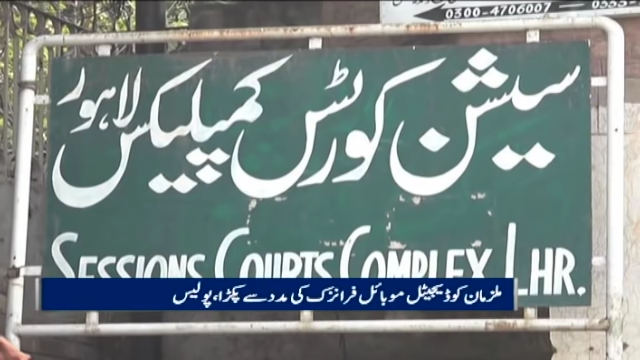 0300-4706007
سیشن کورٹس کمپلیکس لاہور
SESSIONS COURTS COMPLEX LHR.
ملزمان کو ڈیجیٹل موبائل فرانزک کی مدد سے پکڑا، پولیس